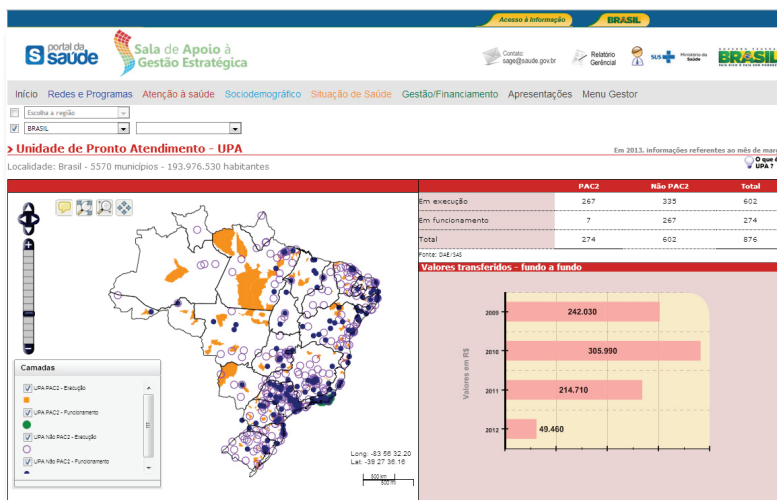 Acesso à Informação BRASIL
portal da saúde
Sala de Apoio à Gestão Estratégica
Contato: sage@saude.gov.br
Relatório Gerêncial
SUS
Ministério da Saúde
BRASIL
Início Redes e Programas Atenção à saúde Sociodemográfico Situação de Saúde Gestão/Financiamento Apresentações Menu Gestor
Escolha a região
BRASIL
> Unidade de Pronto Atendimento - UPA
Em 2013, informações referentes ao mês de març
Localidade: Brasil - 5570 municípios - 193.976.530 habitantes
O que é UPA ?
PAC2 Não PAC2 Total
Em execução 267 335 602
Em funcionamento 7 267 274
Total 274 602 876
Fonte: DAE/SAS
Valores transferidos - fundo a fundo
Valores em R$
2009 242.030
2010 305.990
2011 214.710
2012 49.460
Camadas
UPA PAC2 - Execução
UPA PAC2 - Funcionamento
UPA Não PAC2 - Execução
UPA Não PAC2 - Funcionamento
Long: -83 56 32.20
Lat: -39 27 36.16
500 km
500 mi